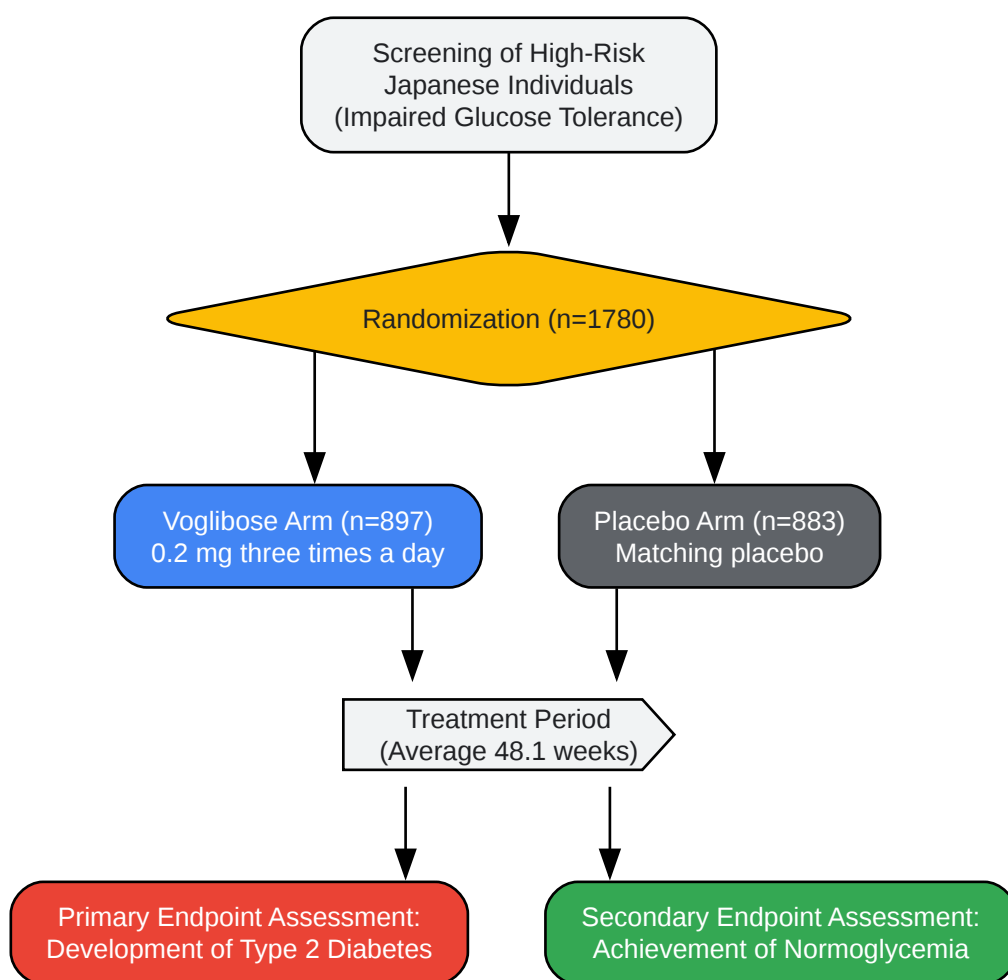 Screening of High-Risk
Japanese Individuals
(Impaired Glucose Tolerance)
Randomization (n=1780)
Voglibose Arm (n=897)
0.2 mg three times a day
Placebo Arm (n=883)
Matching placebo
Treatment Period
(Average 48.1 weeks)
Primary Endpoint Assessment:
Development of Type 2 Diabetes
Secondary Endpoint Assessment:
Achievement of Normoglycemia